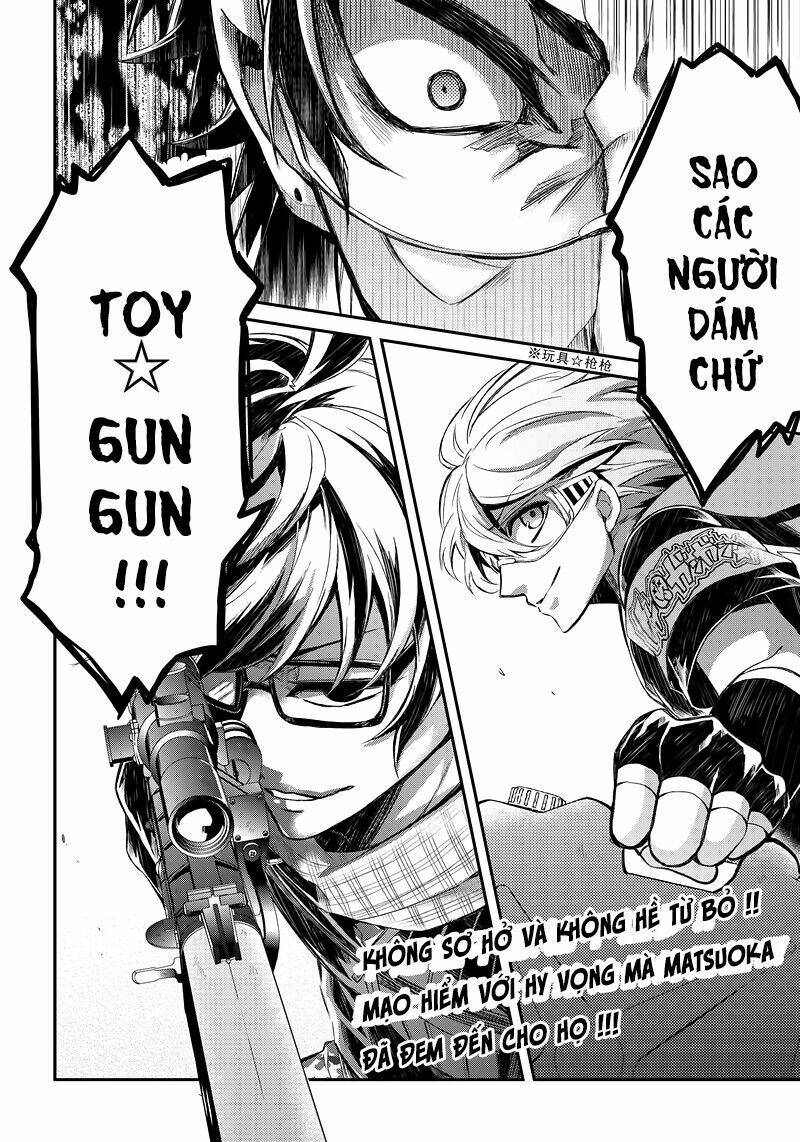 SAO
CÁC
NGƯỜI
DÁM
CHỨ
※玩具☆枪枪
TOY
☆
GUN
GUN
!!!
KHÔNG SƠ HỞ VÀ KHÔNG HỀ TỪ BỎ !!
MẠO HIỂM VỚI HY VỌNG MÀ MATSUOKA
ĐÃ ĐEM ĐẾN CHO HỌ !!!